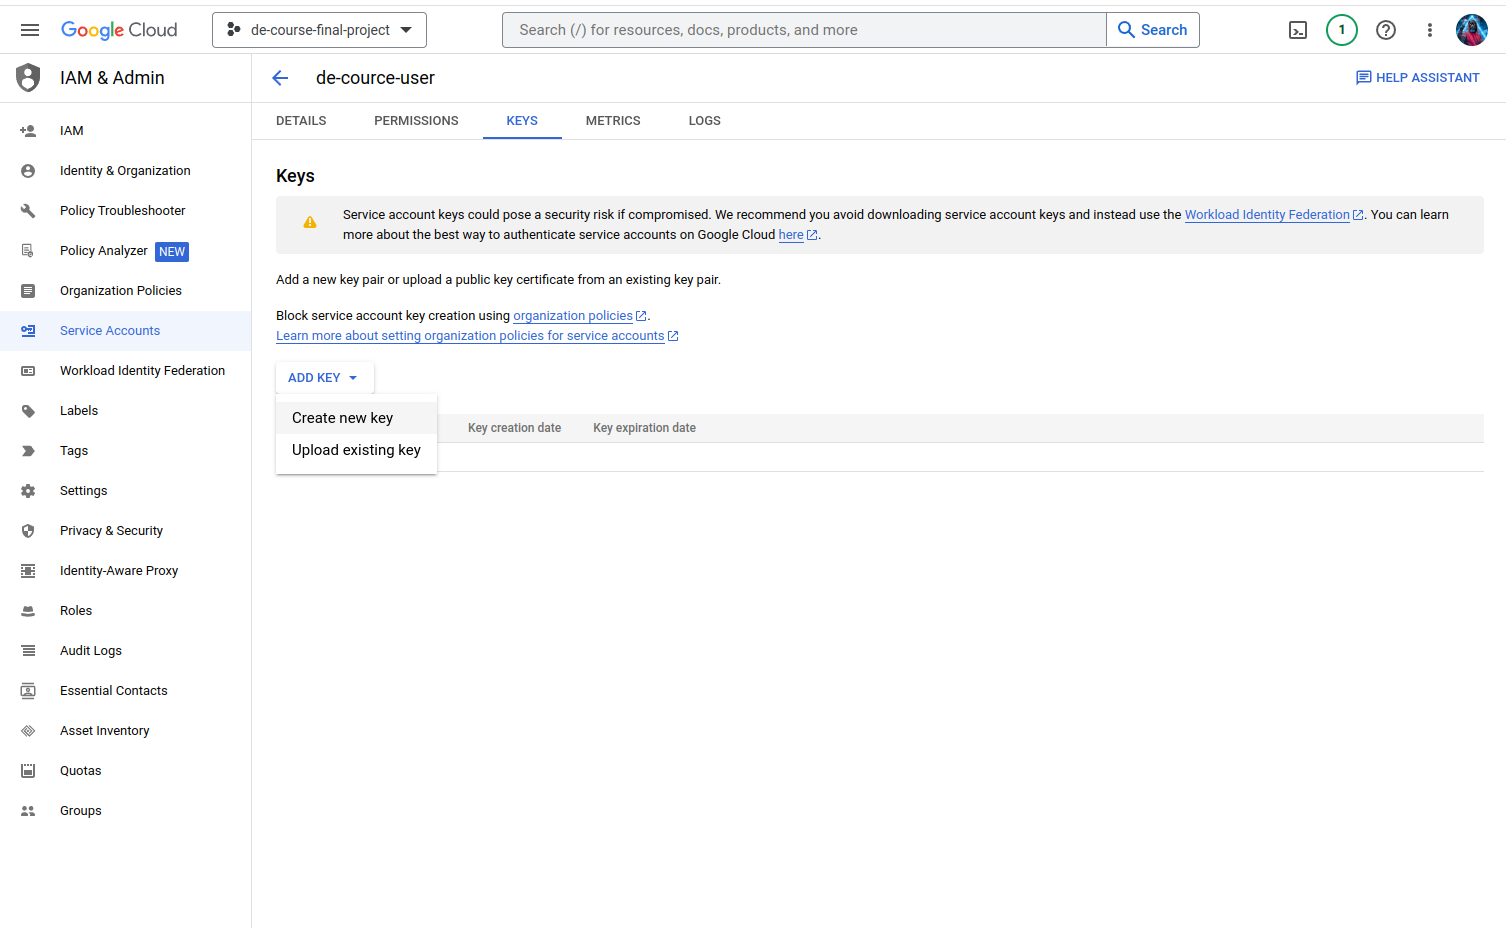 Google Cloud
de-course-final-project
Search (/) for resources, docs, products, and more
Search
1
IAM & Admin
de-cource-user
HELP ASSISTANT
DETAILS
PERMISSIONS
KEYS
METRICS
LOGS
IAM
Identity & Organization
Policy Troubleshooter
Policy Analyzer NEW
Organization Policies
Service Accounts
Workload Identity Federation
Labels
Tags
Settings
Privacy & Security
Identity-Aware Proxy
Roles
Audit Logs
Essential Contacts
Asset Inventory
Quotas
Groups
Keys
Service account keys could pose a security risk if compromised. We recommend you avoid downloading service account keys and instead use the Workload Identity Federation. You can learn
more about the best way to authenticate service accounts on Google Cloud here.
Add a new key pair or upload a public key certificate from an existing key pair.
Block service account key creation using organization policies.
Learn more about setting organization policies for service accounts
ADD KEY
Create new key
Upload existing key
Key creation date
Key expiration date